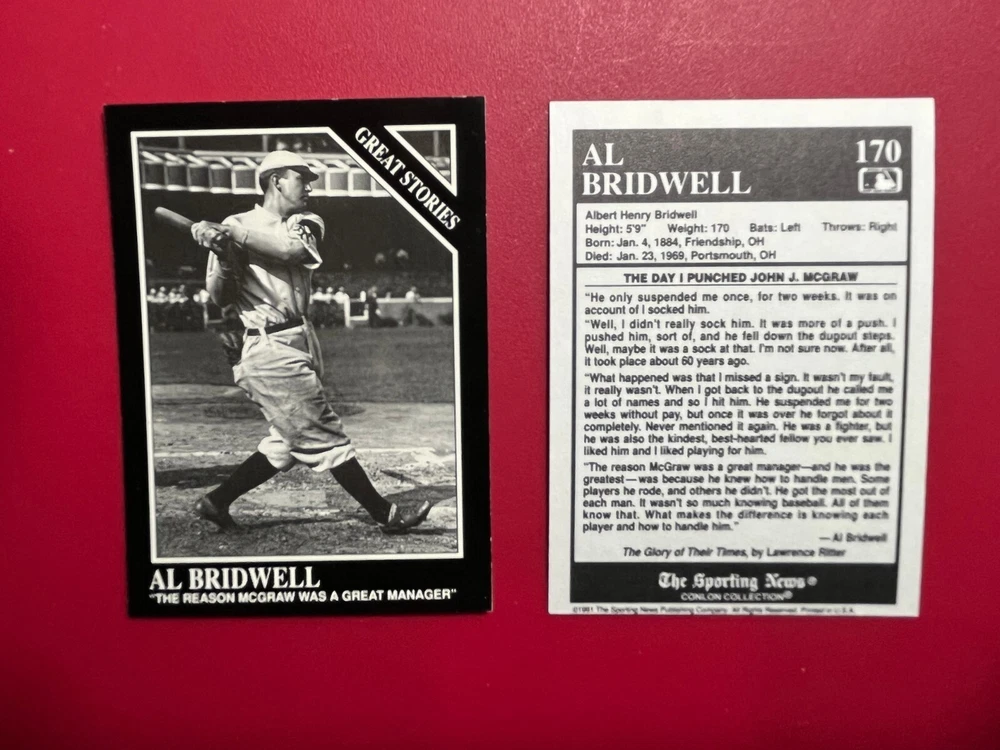 GREAT STORIES
AL BRIDWELL
"THE REASON MCGRAW WAS A GREAT MANAGER"
AL
BRIDWELL
170
Albert Henry Bridwell
Height: 5'9" Weight: 170 Bats: Left Throws: Right
Born: Jan. 4, 1884, Friendship, OH
Died: Jan. 23, 1969, Portsmouth, OH
THE DAY I PUNCHED JOHN J. MCGRAW
"He only suspended me once, for two weeks. It was on
account of I socked him.
"Well, I didn't really sock him. It was more of a push. I
pushed him, sort of, and he fell down the dugout steps.
Well, maybe it was a sock at that. I'm not sure now. After all,
it took place about 60 years ago.
"What happened was that I missed a sign. It wasn't my fault,
it really wasn't. When I got back to the dugout he called me
a lot of names and so I hit him. He suspended me for two
weeks without pay, but once it was over he forgot about it
completely. Never mentioned it again. He was a fighter, but
he was also the kindest, best-hearted fellow you ever saw. I
liked him and I liked playing for him.
"The reason McGraw was a great manager—and he was the
greatest—was because he knew how to handle men. Some
players he rode, and others he didn't. He got the most out of
each man. It wasn't so much knowing baseball. All of them
know that. What makes the difference is knowing each
player and how to handle him."
—Al Bridwell
The Glory of Their Times, by Lawrence Ritter
The Sporting News®
CONLON COLLECTION®
©1991 The Sporting News Publishing Company. All Rights Reserved. Printed in U.S.A.